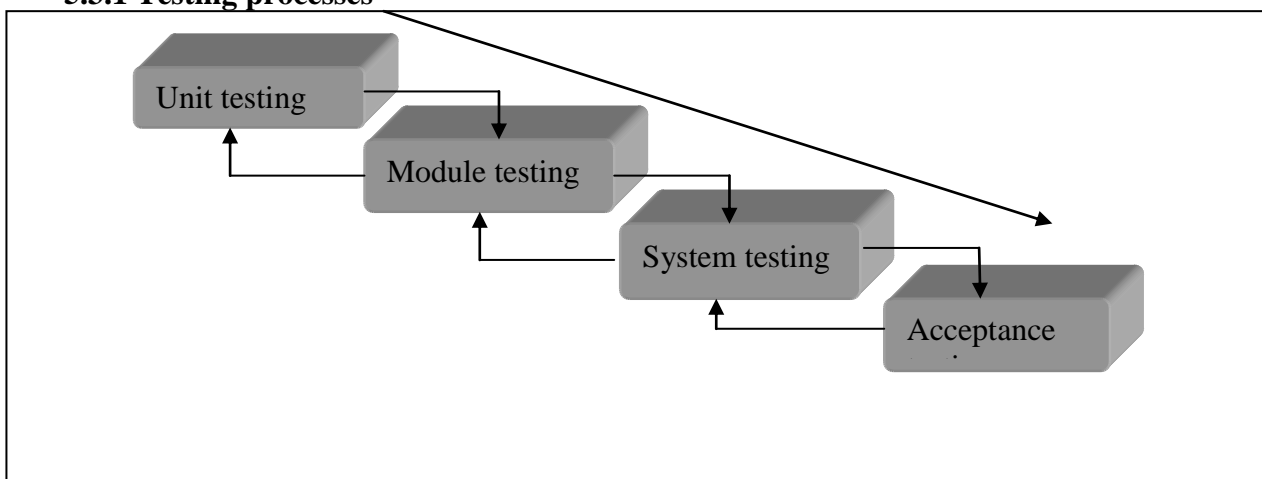 Testing processes
Unit testing
Module testing
System testing
Acceptance